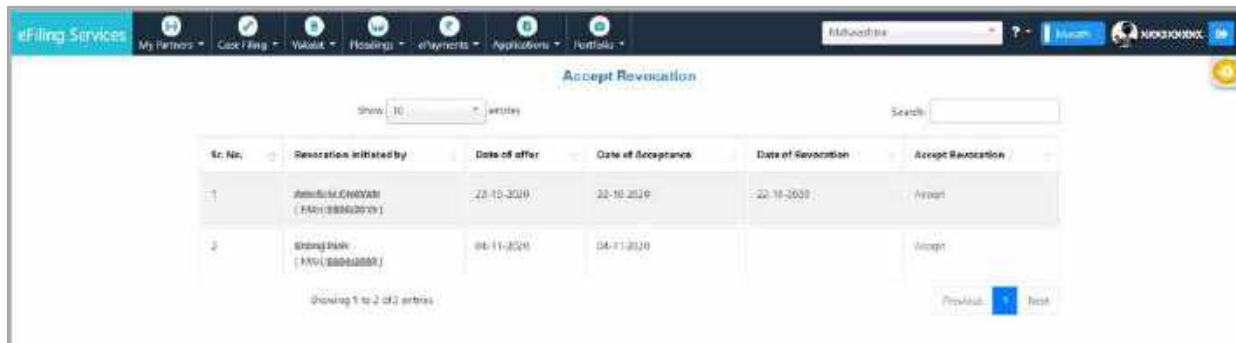 eFiling Services
My Partners Case Filing Vakalat Pleadings ePayments Applications Portfolio
Maharashtra ?
Accept Revocation
Show 10 entries Search:
Sr. No. Revocation initiated by Date of offer Date of Acceptance Date of Revocation Accept Revocation
1 22-10-2020 22-10-2020 22-10-2020 Accept
2 04-11-2020 04-11-2020 Accept
Showing 1 to 2 of 2 entries Previous 1 Next